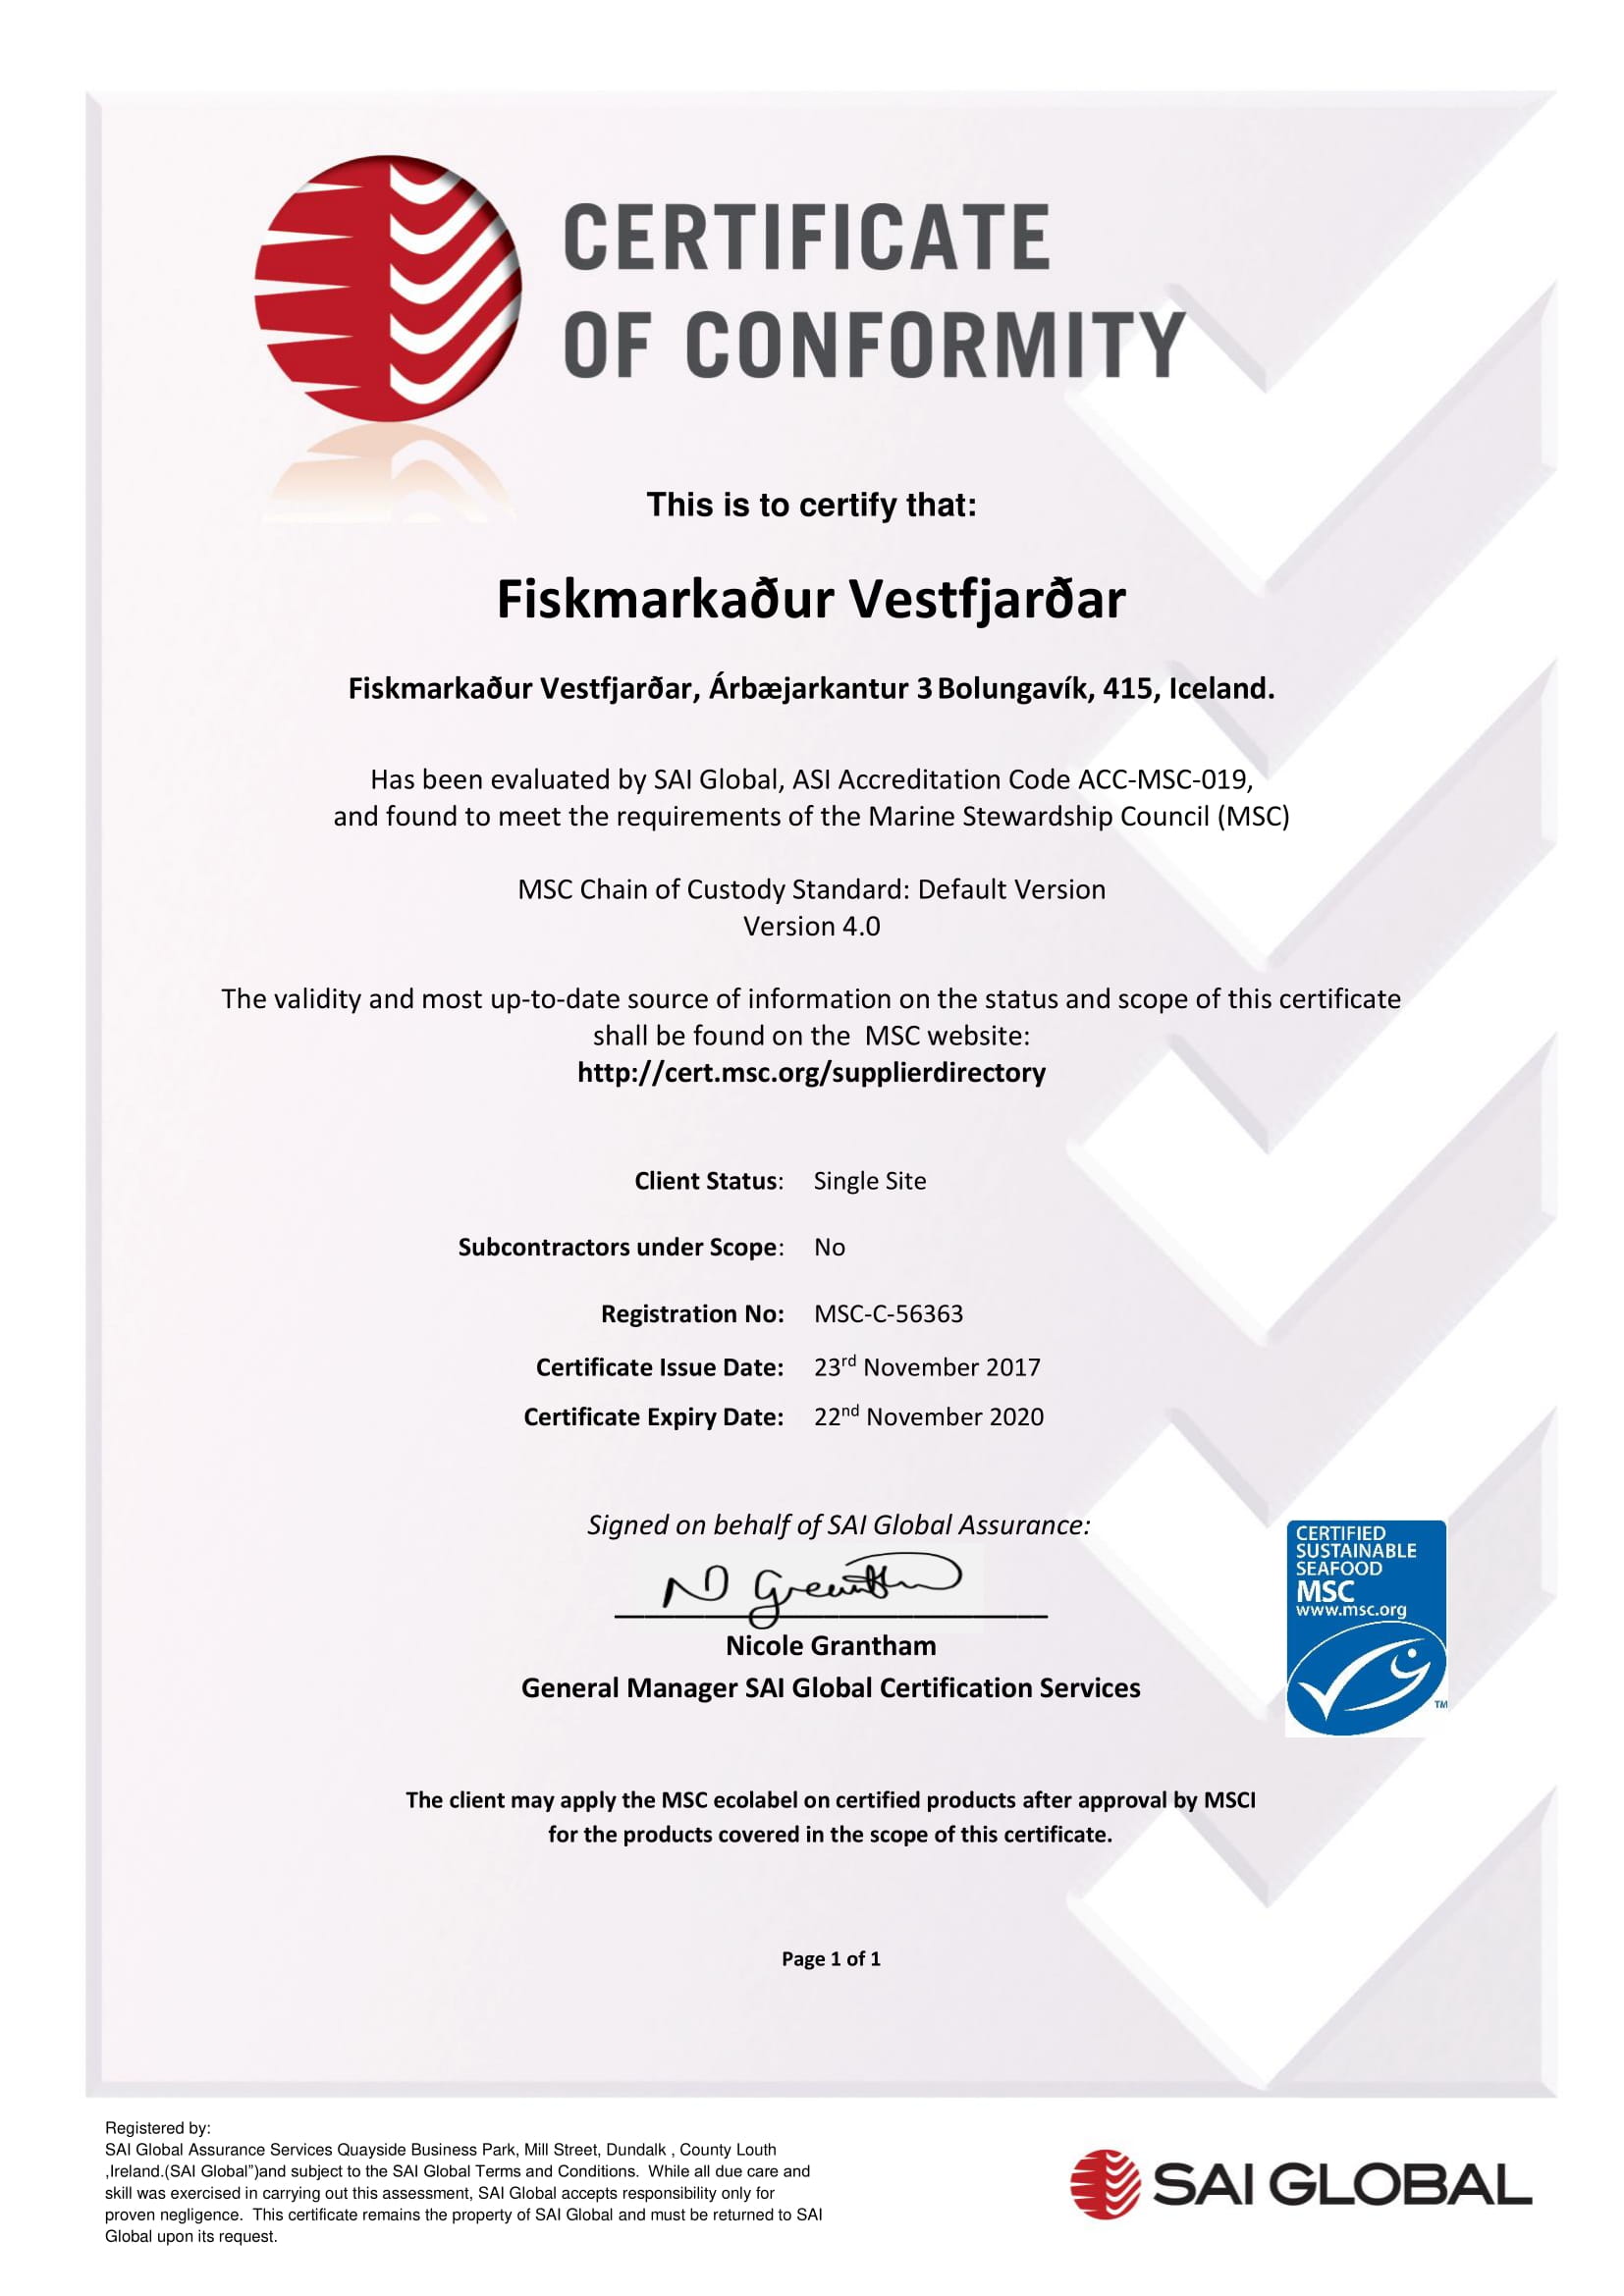 CERTIFICATE
OF CONFORMITY
This is to certify that:
Fiskmarkaður Vestfjarðar
Fiskmarkaður Vestfjarðar, Árbæjarkantur 3 Bolungavík, 415, Iceland.
Has been evaluated by SAI Global, ASI Accreditation Code ACC-MSC-019,
and found to meet the requirements of the Marine Stewardship Council (MSC)
MSC Chain of Custody Standard: Default Version
Version 4.0
The validity and most up-to-date source of information on the status and scope of this certificate
shall be found on the MSC website:
http://cert.msc.org/supplierdirectory
Client Status: Single Site
Subcontractors under Scope: No
Registration No: MSC-C-56363
Certificate Issue Date: 23rd November 2017
Certificate Expiry Date: 22nd November 2020
Signed on behalf of SAI Global Assurance:
N Grantham
Nicole Grantham
General Manager SAI Global Certification Services
CERTIFIED
SUSTAINABLE
SEAFOOD
MSC
www.msc.org
TM
The client may apply the MSC ecolabel on certified products after approval by MSCI
for the products covered in the scope of this certificate.
Page 1 of 1
Registered by:
SAI Global Assurance Services Quayside Business Park, Mill Street, Dundalk , County Louth
,Ireland.(SAI Global")and subject to the SAI Global Terms and Conditions. While all due care and
skill was exercised in carrying out this assessment, SAI Global accepts responsibility only for
proven negligence. This certificate remains the property of SAI Global and must be returned to SAI
Global upon its request.
SAI GLOBAL